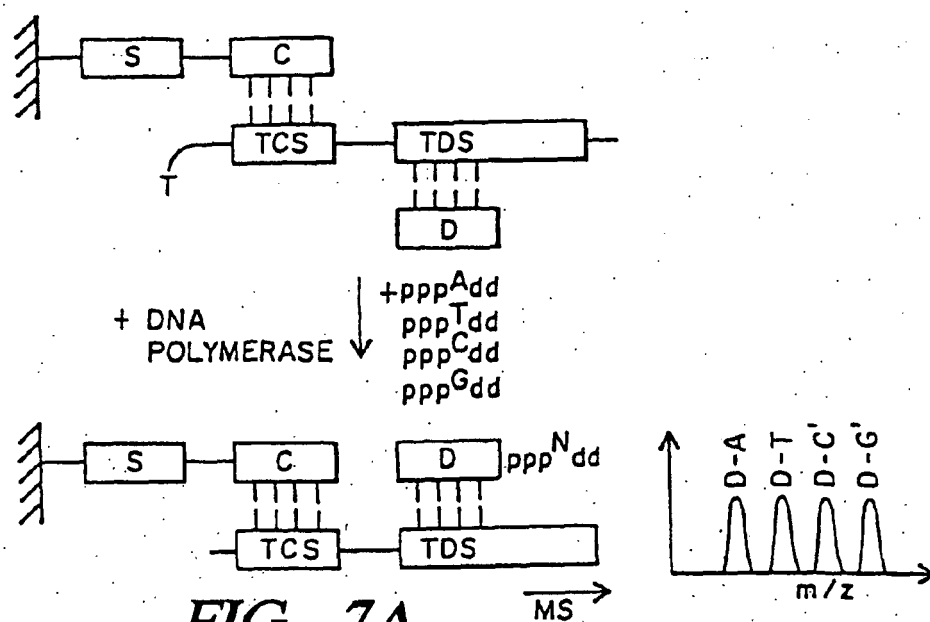 S
C
TCS
TDS
T
D
+ DNA
POLYMERASE
+pppAdd
pppTdd
pppCdd
pppGdd
S
C
D
pppNdd
TCS
TDS
D-A
D-T
D-C'
D-G'
m/z
MS
FIG. 7A